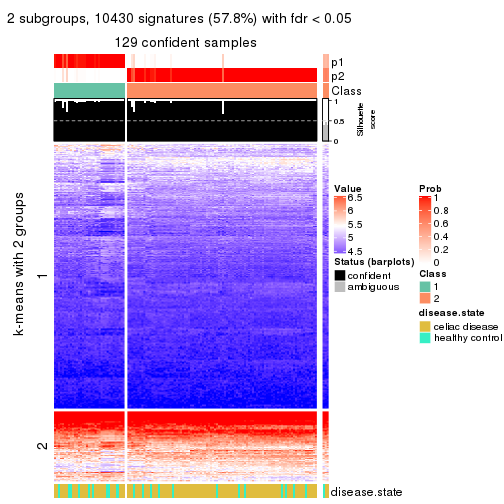 2 subgroups, 10430 signatures (57.8%) with fdr < 0.05
129 confident samples
p1
p2
Class
1
0.5
0
Silhouette
score
k-means with 2 groups
1
2
disease.state
Value
6.5
6
5.5
5
4.5
Status (barplots)
confident
ambiguous
Prob
1
0.8
0.6
0.4
0.2
0
Class
1
2
disease.state
celiac disease
healthy control